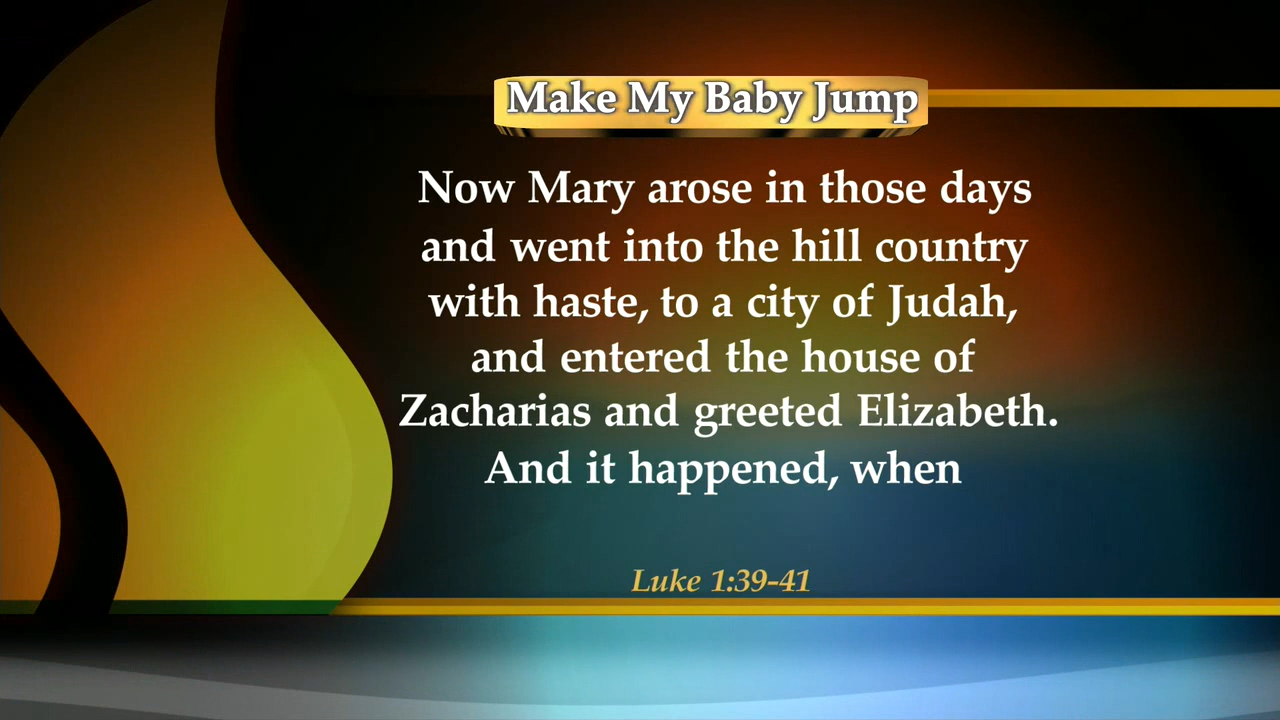 Make My Baby Jump
Now Mary arose in those days
and went into the hill country
with haste, to a city of Judah,
and entered the house of
Zacharias and greeted Elizabeth.
And it happened, when
Luke 1:39-41